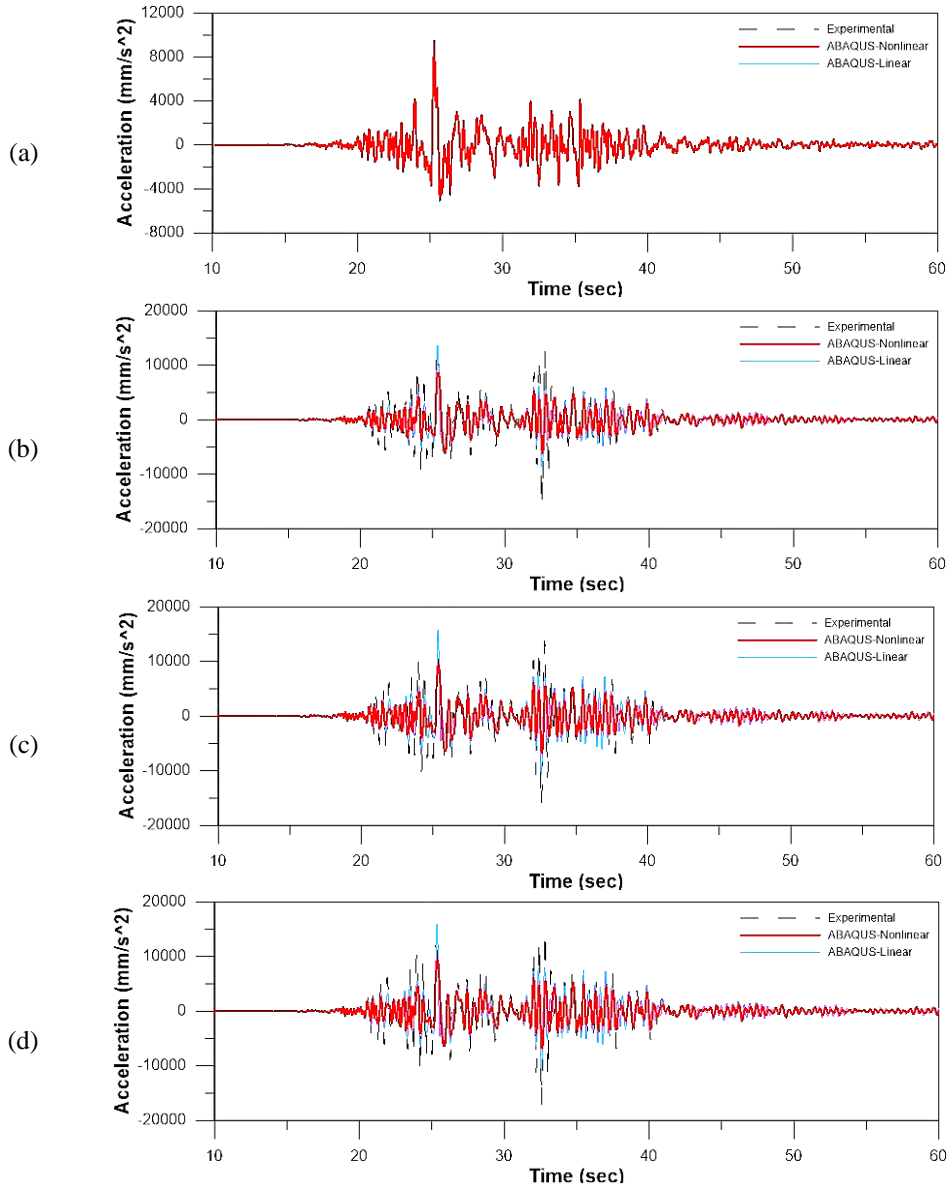 (a)
Acceleration (mm/s^2)
12000
8000
4000
0
-4000
-8000
Experimental
ABAQUS-Nonlinear
ABAQUS-Linear
10 20 30 40 50 60
Time (sec)
(b)
Acceleration (mm/s^2)
20000
10000
0
-10000
-20000
Experimental
ABAQUS-Nonlinear
ABAQUS-Linear
10 20 30 40 50 60
Time (sec)
(c)
Acceleration (mm/s^2)
20000
10000
0
-10000
-20000
Experimental
ABAQUS-Nonlinear
ABAQUS-Linear
10 20 30 40 50 60
Time (sec)
(d)
Acceleration (mm/s^2)
20000
10000
0
-10000
-20000
Experimental
ABAQUS-Nonlinear
ABAQUS-Linear
10 20 30 40 50 60
Time (sec)